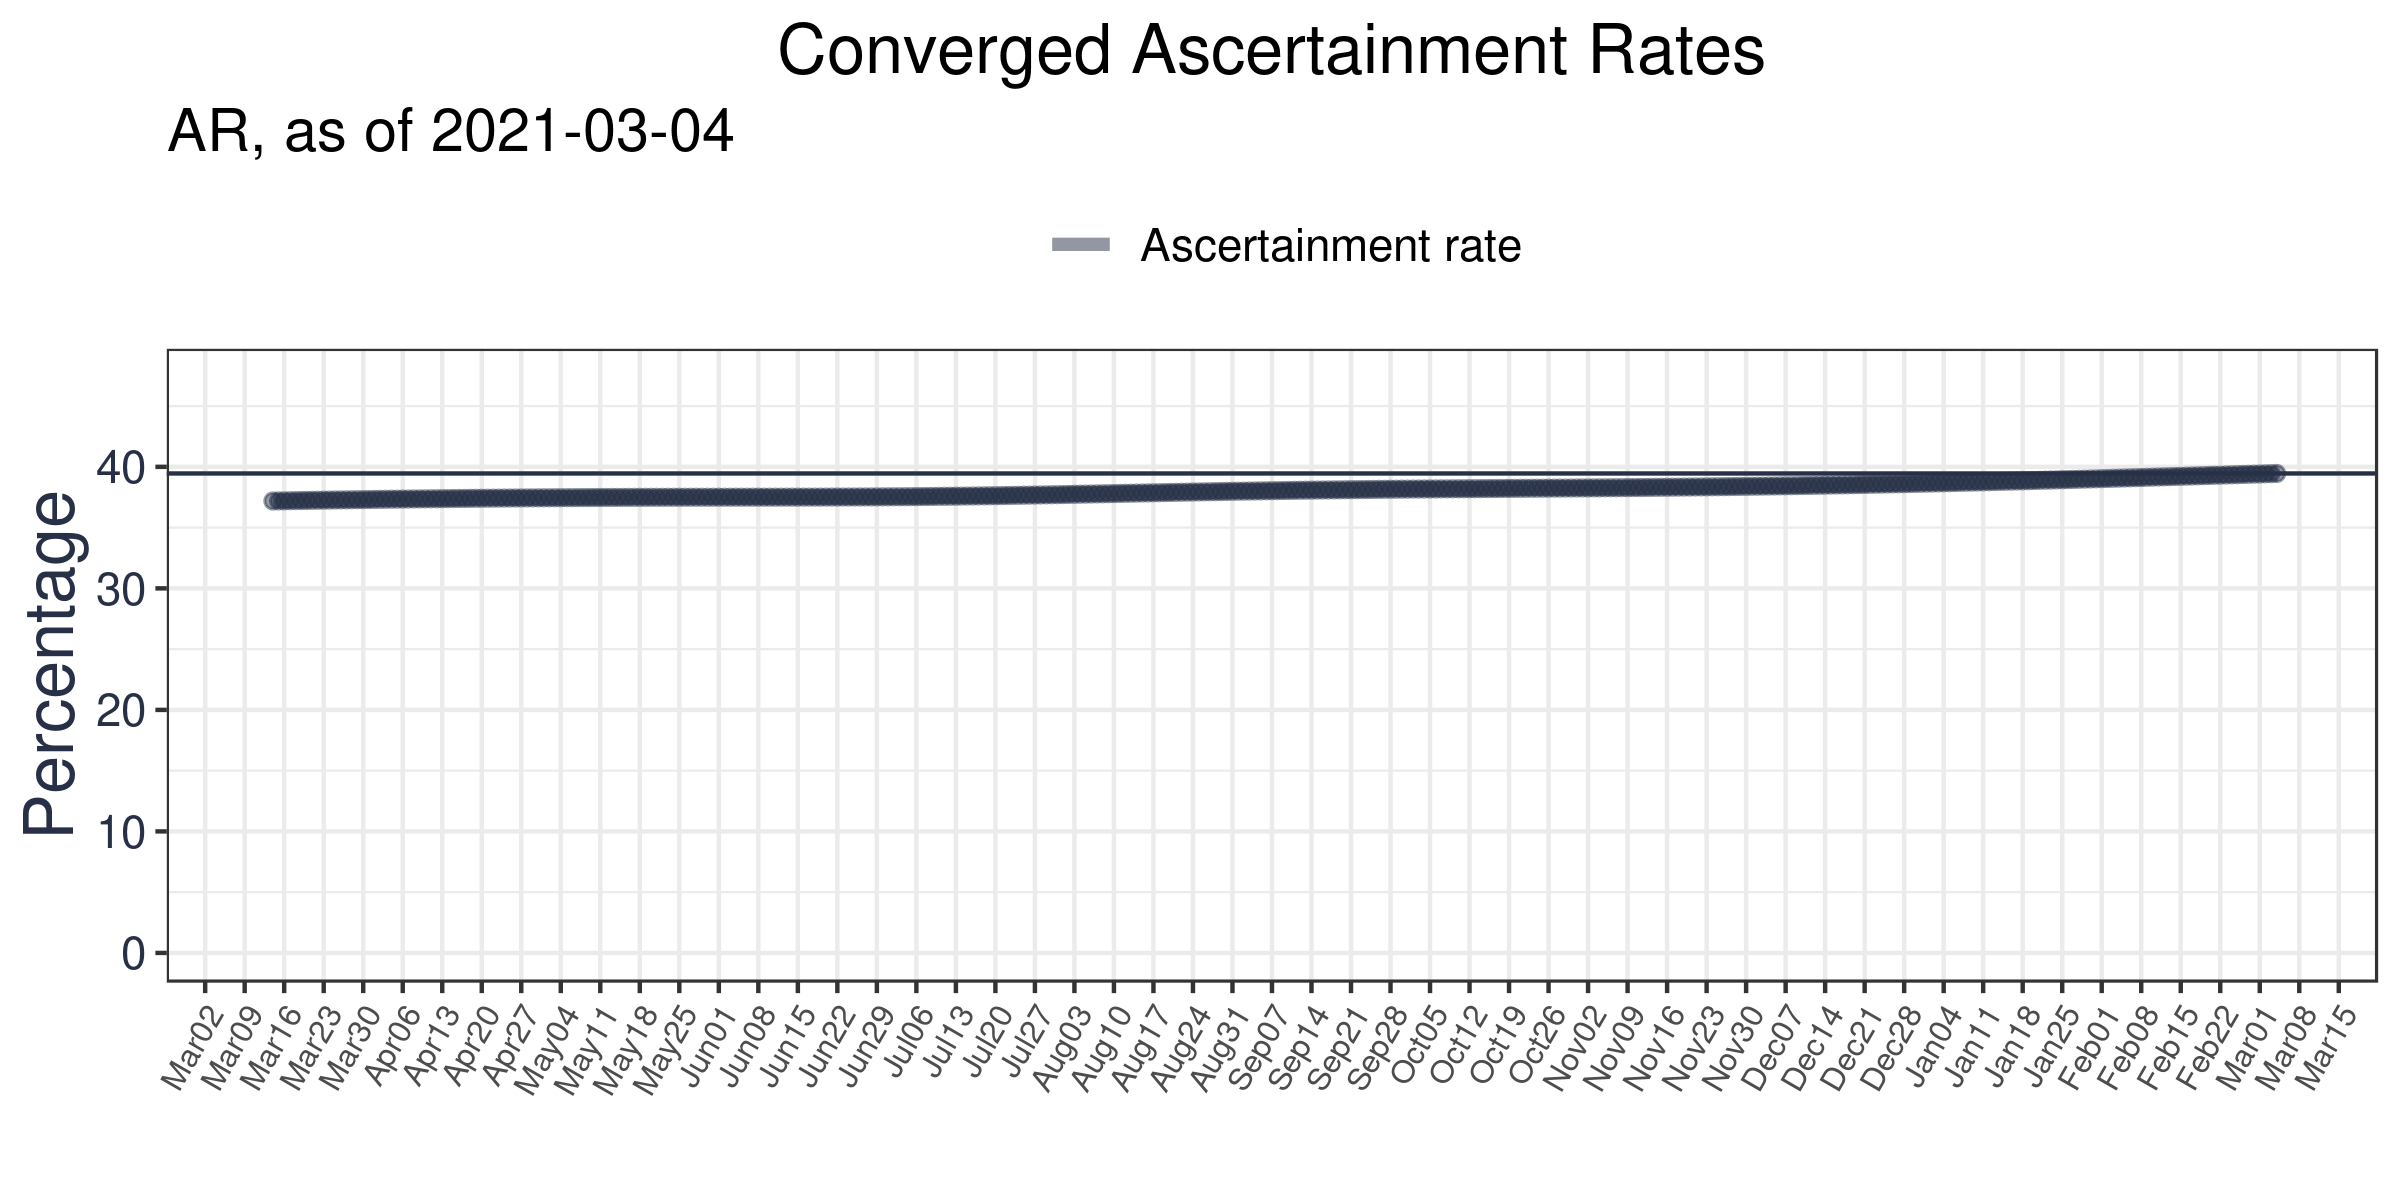 Converged Ascertainment Rates
AR, as of 2021-03-04
Ascertainment rate
Percentage
40
30
20
10
0
Mar02 Mar09 Mar16 Mar23 Mar30 Apr06 Apr13 Apr20 Apr27 May04 May11 May18 May25 Jun01 Jun08 Jun15 Jun22 Jun29 Jul06 Jul13 Jul20 Jul27 Aug03 Aug10 Aug17 Aug24 Aug31 Sep07 Sep14 Sep21 Sep28 Oct05 Oct12 Oct19 Oct26 Nov02 Nov09 Nov16 Nov23 Nov30 Dec07 Dec14 Dec21 Dec28 Jan04 Jan11 Jan18 Jan25 Feb01 Feb08 Feb15 Feb22 Mar01 Mar08 Mar15